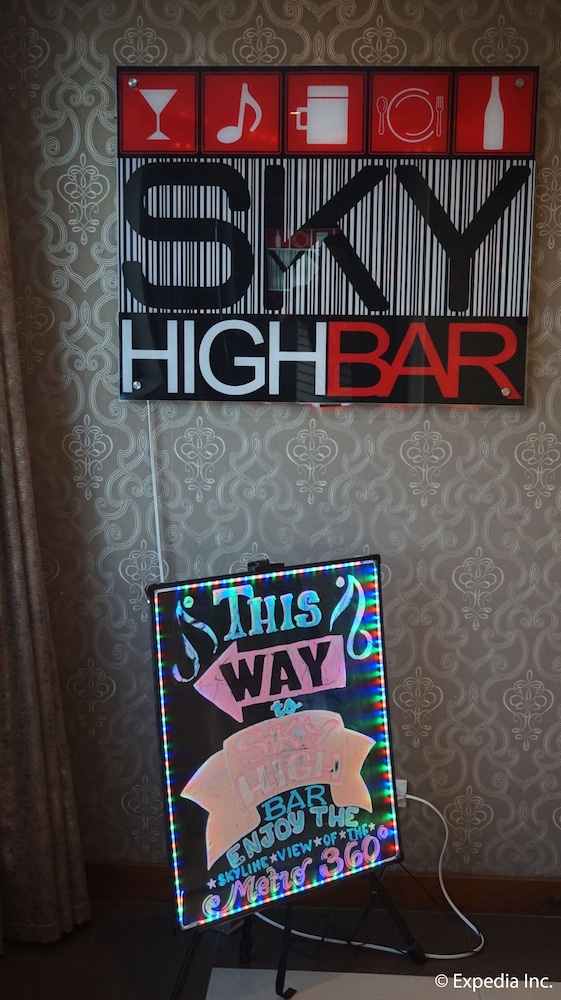 SKY
HIGHBAR
THIS
WAY
to
SKY
HIGH
BAR
ENJOY THE
*SKYLINE*VIEW*OF*THE*
Metro 360°
© Expedia Inc.